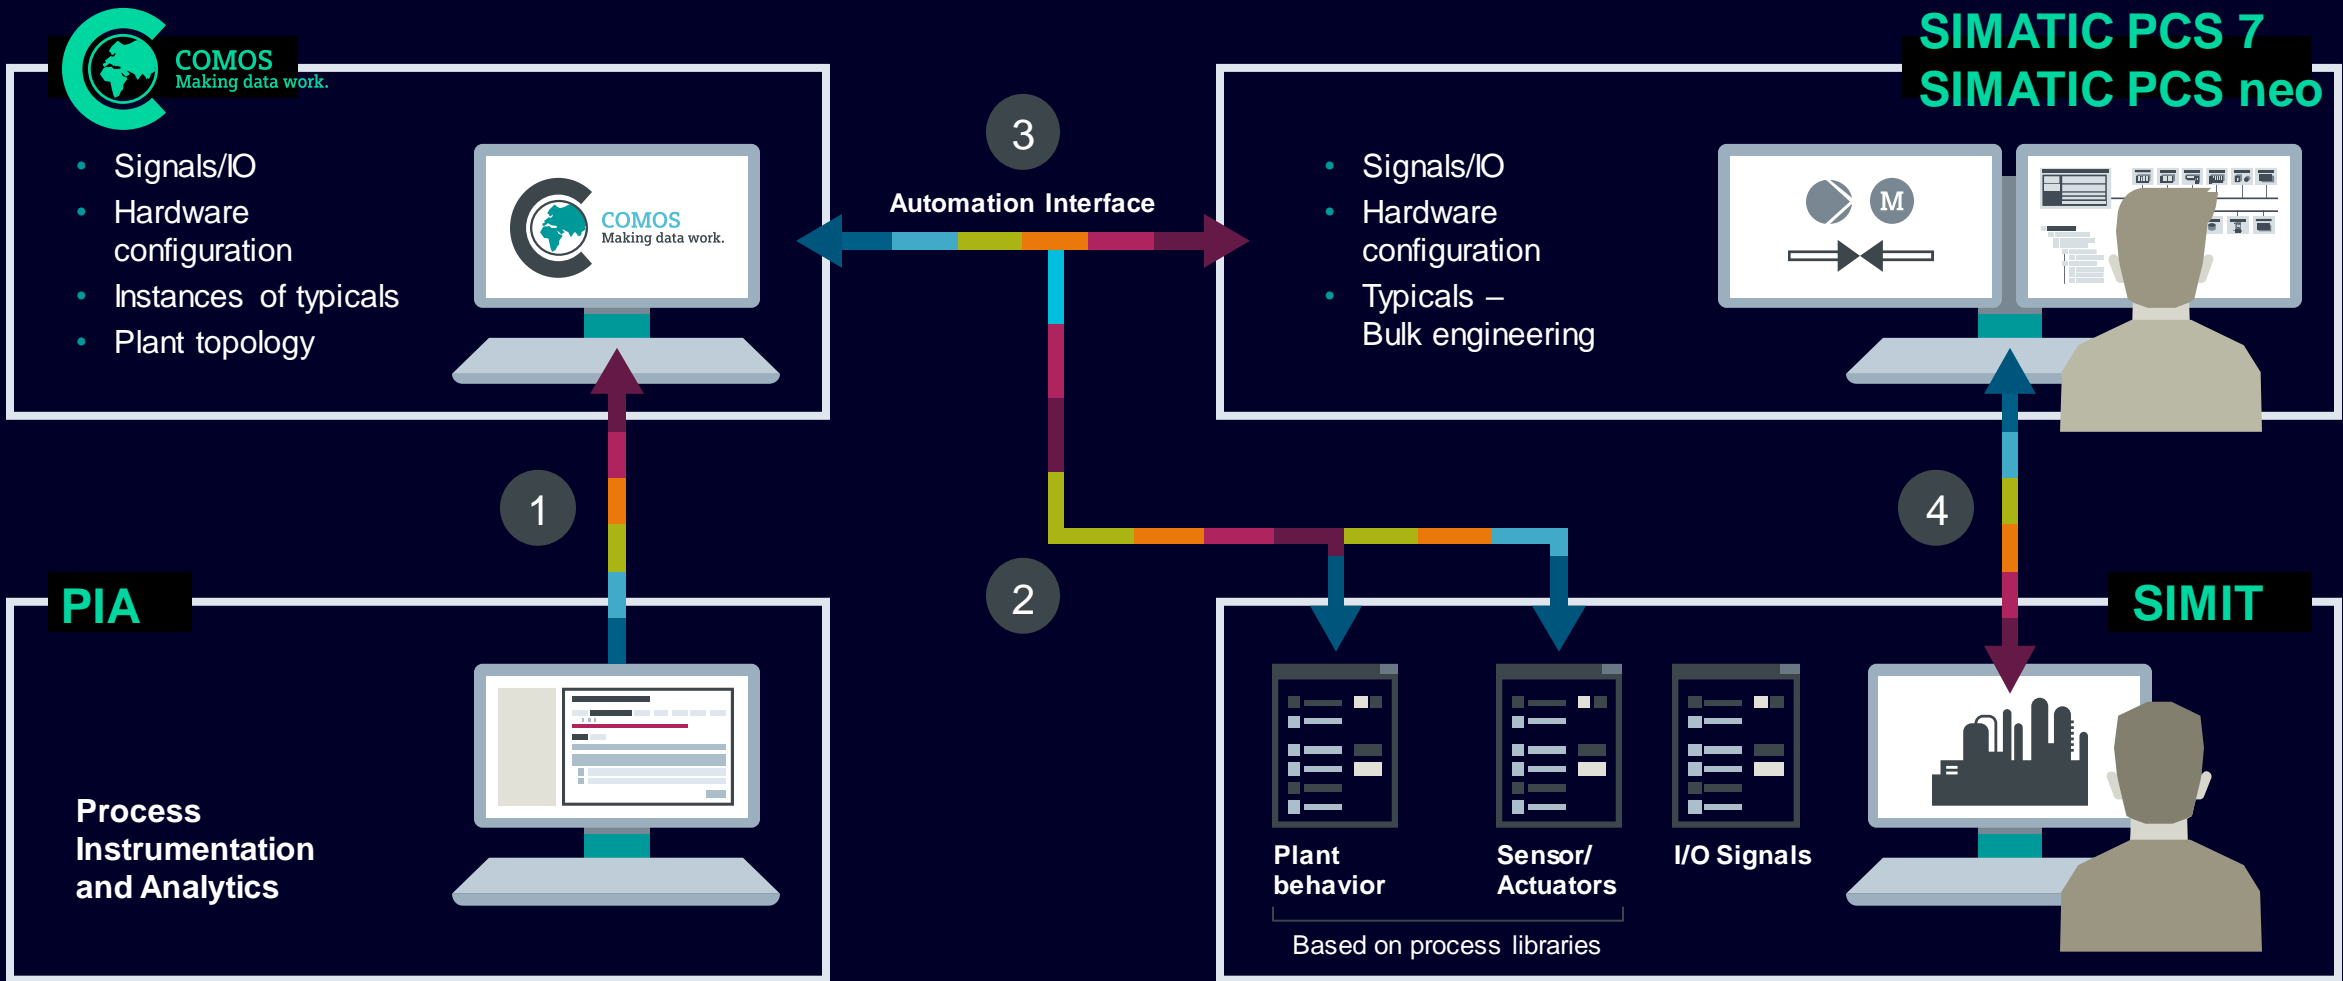 COMOS
Making data work.
• Signals/IO
• Hardware
configuration
• Instances of typicals
• Plant topology
COMOS
Making data work.
3
Automation Interface
SIMATIC PCS 7
SIMATIC PCS neo
• Signals/IO
• Hardware
configuration
• Typicals –
Bulk engineering
M
1
2
4
PIA
Process
Instrumentation
and Analytics
SIMIT
Plant
behavior
Sensor/
Actuators
I/O Signals
Based on process libraries